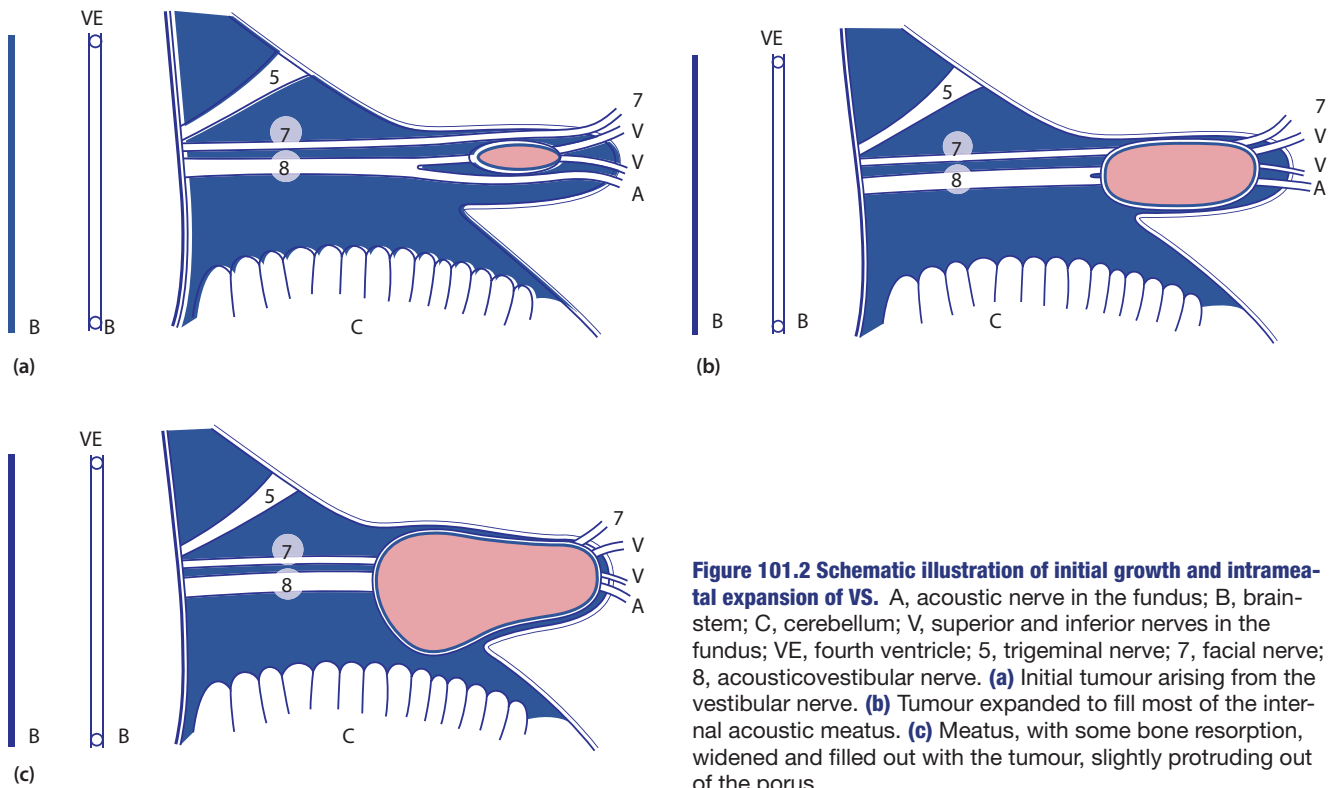 VE
5
7
8
7
V
V
A
B
B
C
(a)
VE
5
7
8
7
V
V
A
B
B
C
(b)
VE
5
7
8
7
V
V
A
B
B
C
(c)
Figure 101.2 Schematic illustration of initial growth and intramea-
tal expansion of VS. A, acoustic nerve in the fundus; B, brain-
stem; C, cerebellum; V, superior and inferior nerves in the
fundus; VE, fourth ventricle; 5, trigeminal nerve; 7, facial nerve;
8, acousticovestibular nerve. (a) Initial tumour arising from the
vestibular nerve. (b) Tumour expanded to fill most of the inter-
nal acoustic meatus. (c) Meatus, with some bone resorption,
widened and filled out with the tumour, slightly protruding out
of the porus